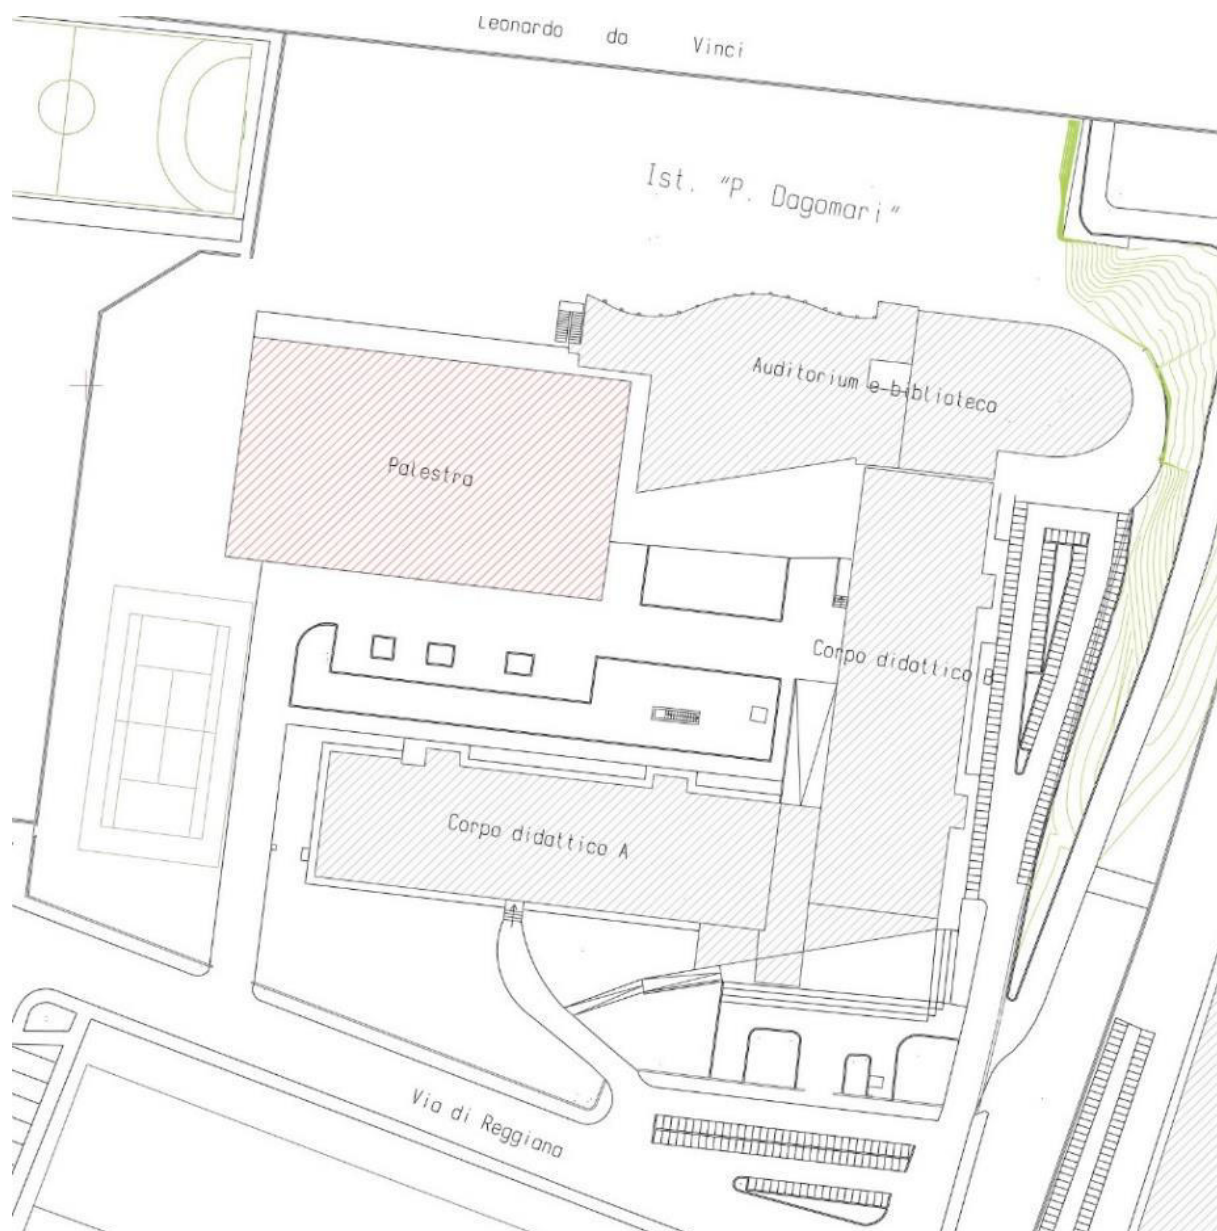 Leonardo da Vinci
Ist. "P. Dagomari"
Auditorium e biblioteca
Palestra
Corpo didattico B
Corpo didattico A
Via di Reggiana